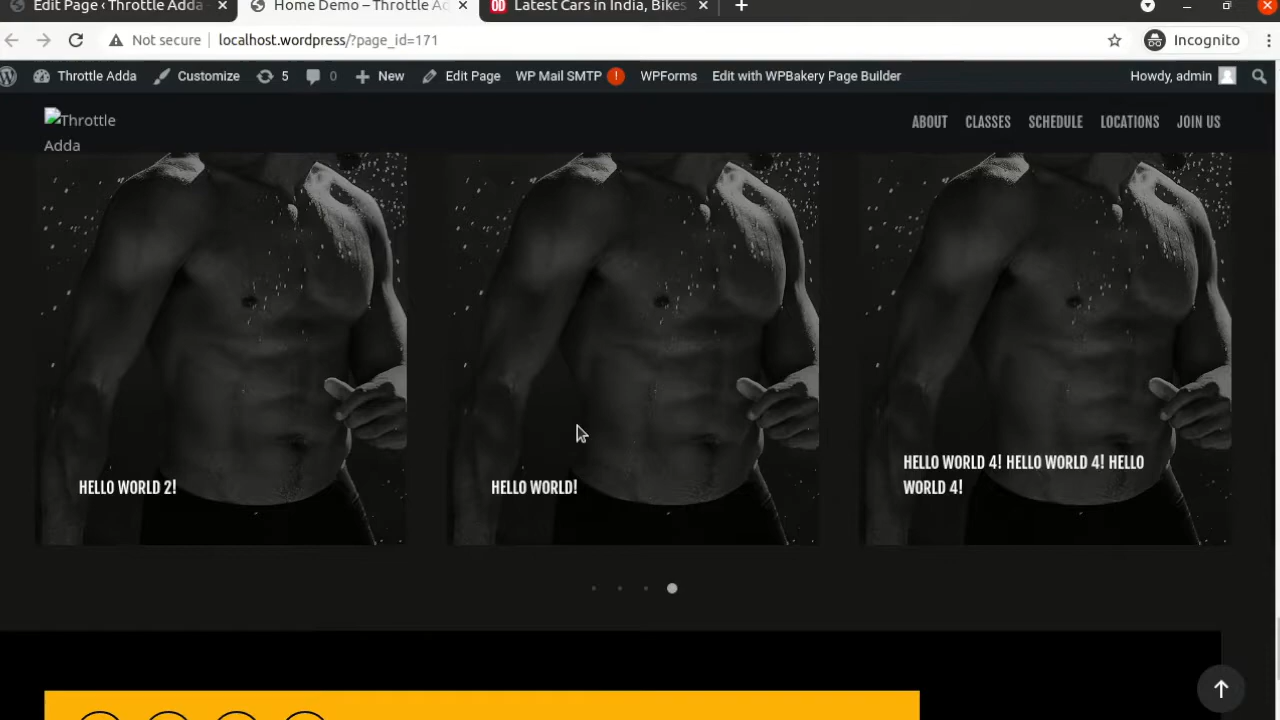 Edit Page ‹ Throttle Adda
Home Demo – Throttle A
OD Latest Cars in India, Bikes
Not secure localhost.wordpress/?page_id=171 Incognito
Throttle Adda Customize 5 0 New Edit Page WP Mail SMTP ! WPForms Edit with WPBakery Page Builder Howdy, admin
Throttle
Adda
ABOUT CLASSES SCHEDULE LOCATIONS JOIN US
HELLO WORLD 2!
HELLO WORLD!
HELLO WORLD 4! HELLO WORLD 4! HELLO
WORLD 4!